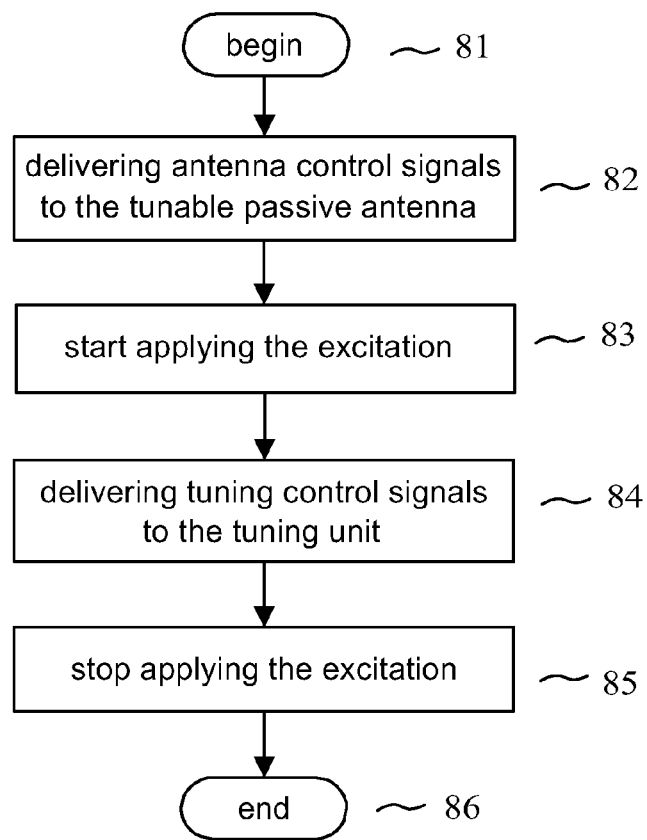 begin
81
delivering antenna control signals
to the tunable passive antenna
82
start applying the excitation
83
delivering tuning control signals
to the tuning unit
84
stop applying the excitation
85
end
86